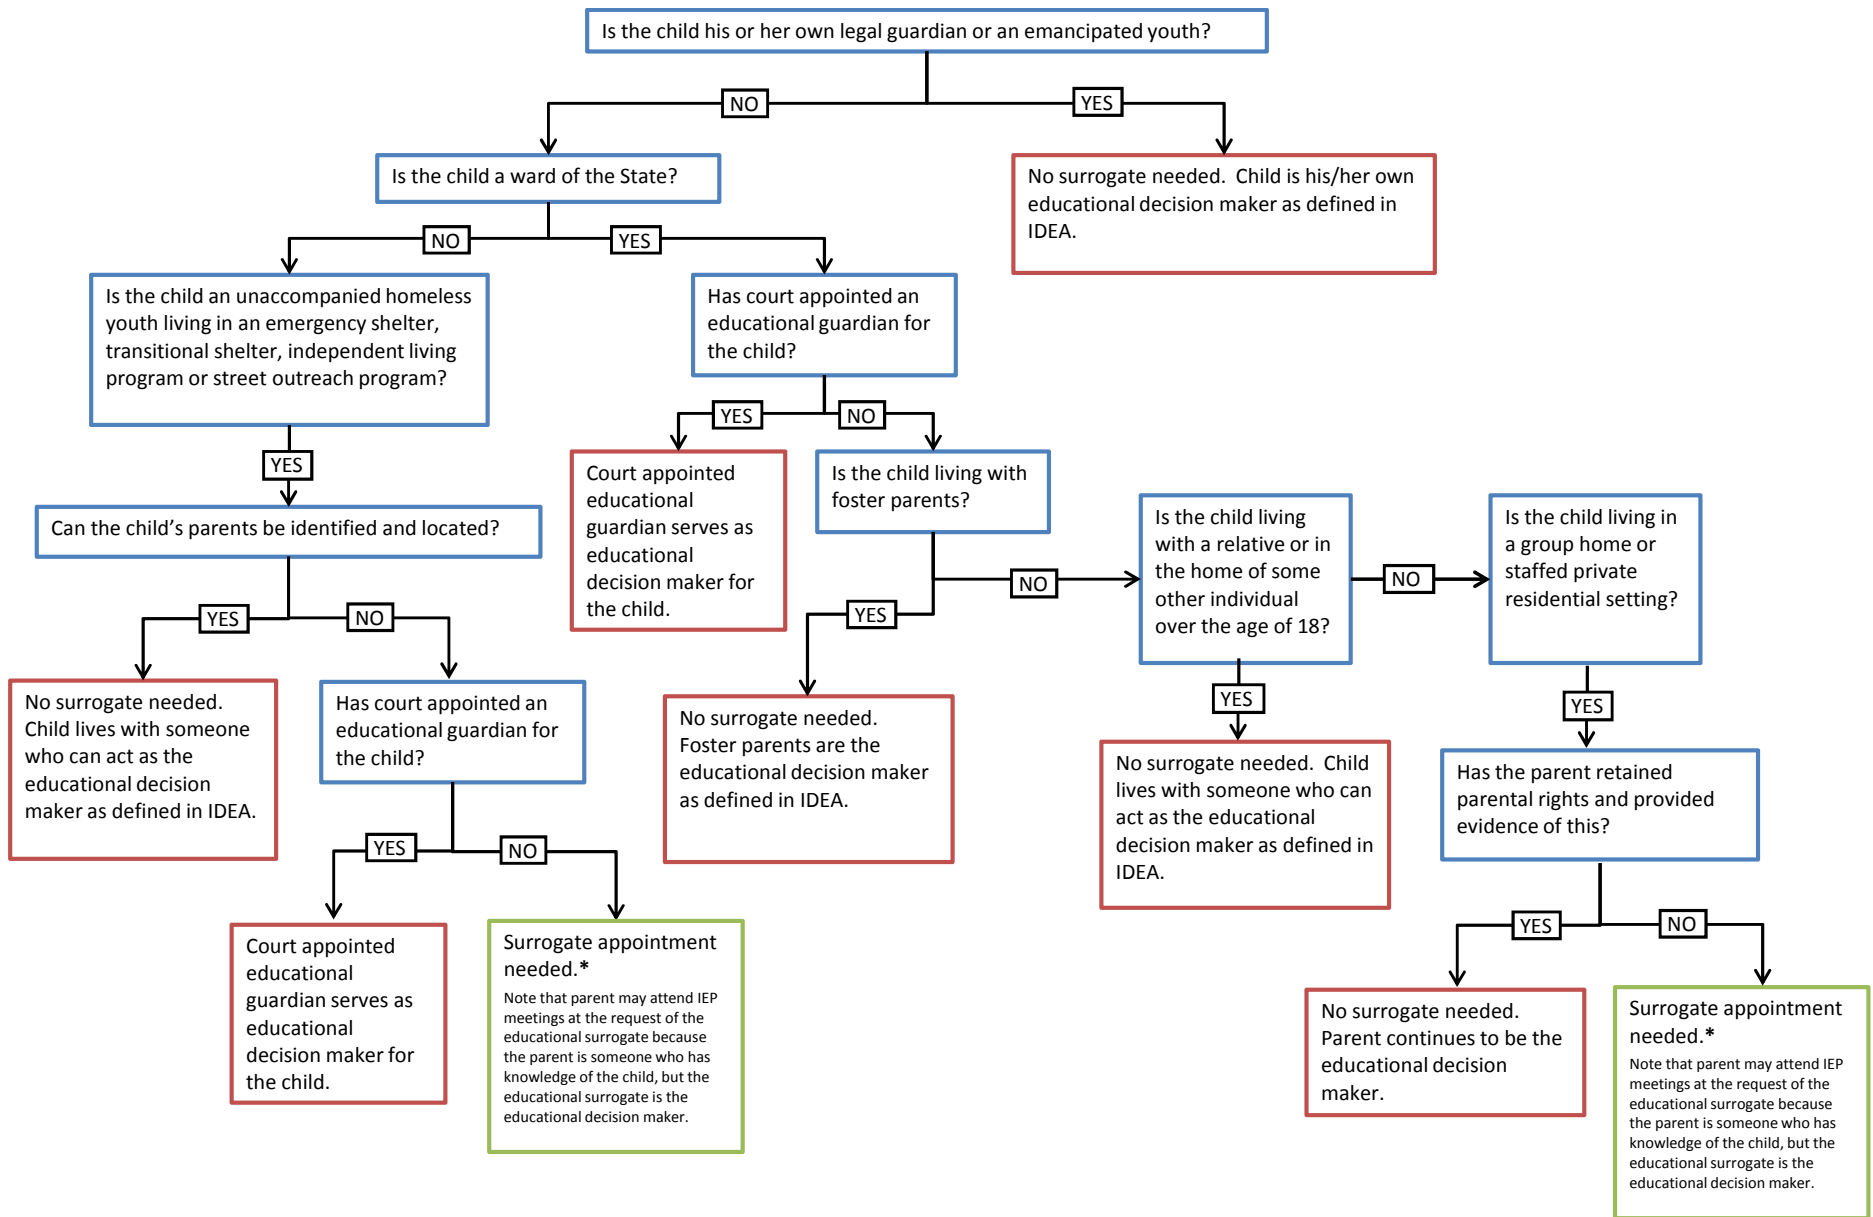 Is the child his or her own legal guardian or an emancipated youth?
NO
YES
Is the child a ward of the State?
No surrogate needed.  Child is his/her own
educational decision maker as defined in
IDEA.
NO
YES
Is the child an unaccompanied homeless
youth living in an emergency shelter,
transitional shelter, independent living
program or street outreach program?
Has court appointed an
educational guardian for
the child?
YES
NO
YES
Court appointed
educational
guardian serves as
educational
decision maker for
the child.
Is the child living with
foster parents?
Can the child's parents be identified and located?
Is the child living
with a relative or in
the home of some
other individual
over the age of 18?
Is the child living in
a group home or
staffed private
residential setting?
NO
NO
YES
YES
NO
YES
YES
No surrogate needed.
Child lives with someone
who can act as the
educational decision
maker as defined in IDEA.
Has court appointed an
educational guardian for
the child?
No surrogate needed.
Foster parents are the
educational decision maker
as defined in IDEA.
No surrogate needed.  Child
lives with someone who can
act as the educational
decision maker as defined in
IDEA.
Has the parent retained
parental rights and provided
evidence of this?
YES
NO
YES
NO
Court appointed
educational
guardian serves as
educational
decision maker for
the child.
Surrogate appointment
needed.*
Note that parent may attend IEP
meetings at the request of the
educational surrogate because
the parent is someone who has
knowledge of the child, but the
educational surrogate is the
educational decision maker.
No surrogate needed.
Parent continues to be the
educational decision
maker.
Surrogate appointment
needed.*
Note that parent may attend IEP
meetings at the request of the
educational surrogate because
the parent is someone who has
knowledge of the child, but the
educational surrogate is the
educational decision maker.